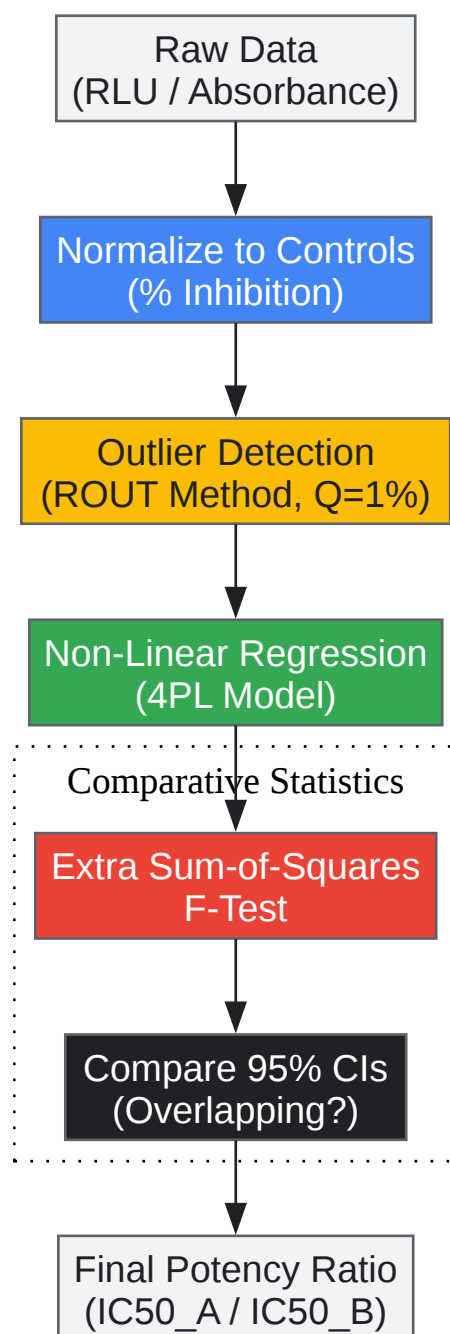 Raw Data
(RLU / Absorbance)
Normalize to Controls
(% Inhibition)
Outlier Detection
(ROUT Method, Q=1%)
Non-Linear Regression
(4PL Model)
Comparative Statistics
Extra Sum-of-Squares
F-Test
Compare 95% CIs
(Overlapping?)
Final Potency Ratio
(IC50_A / IC50_B)